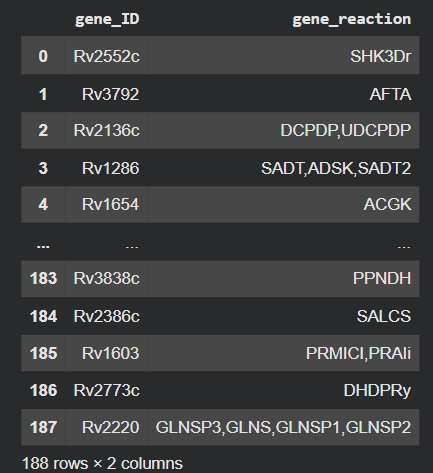 gene_ID gene_reaction
0 Rv2552c SHK3Dr
1 Rv3792 AFTA
2 Rv2136c DCPDP,UDCPDP
3 Rv1286 SADT,ADSK,SADT2
4 Rv1654 ACGK
... ... ...
183 Rv3838c PPNDH
184 Rv2386c SALCS
185 Rv1603 PRMICI,PRAIi
186 Rv2773c DHDPRy
187 Rv2220 GLNSP3,GLNS,GLNSP1,GLNSP2
188 rows × 2 columns